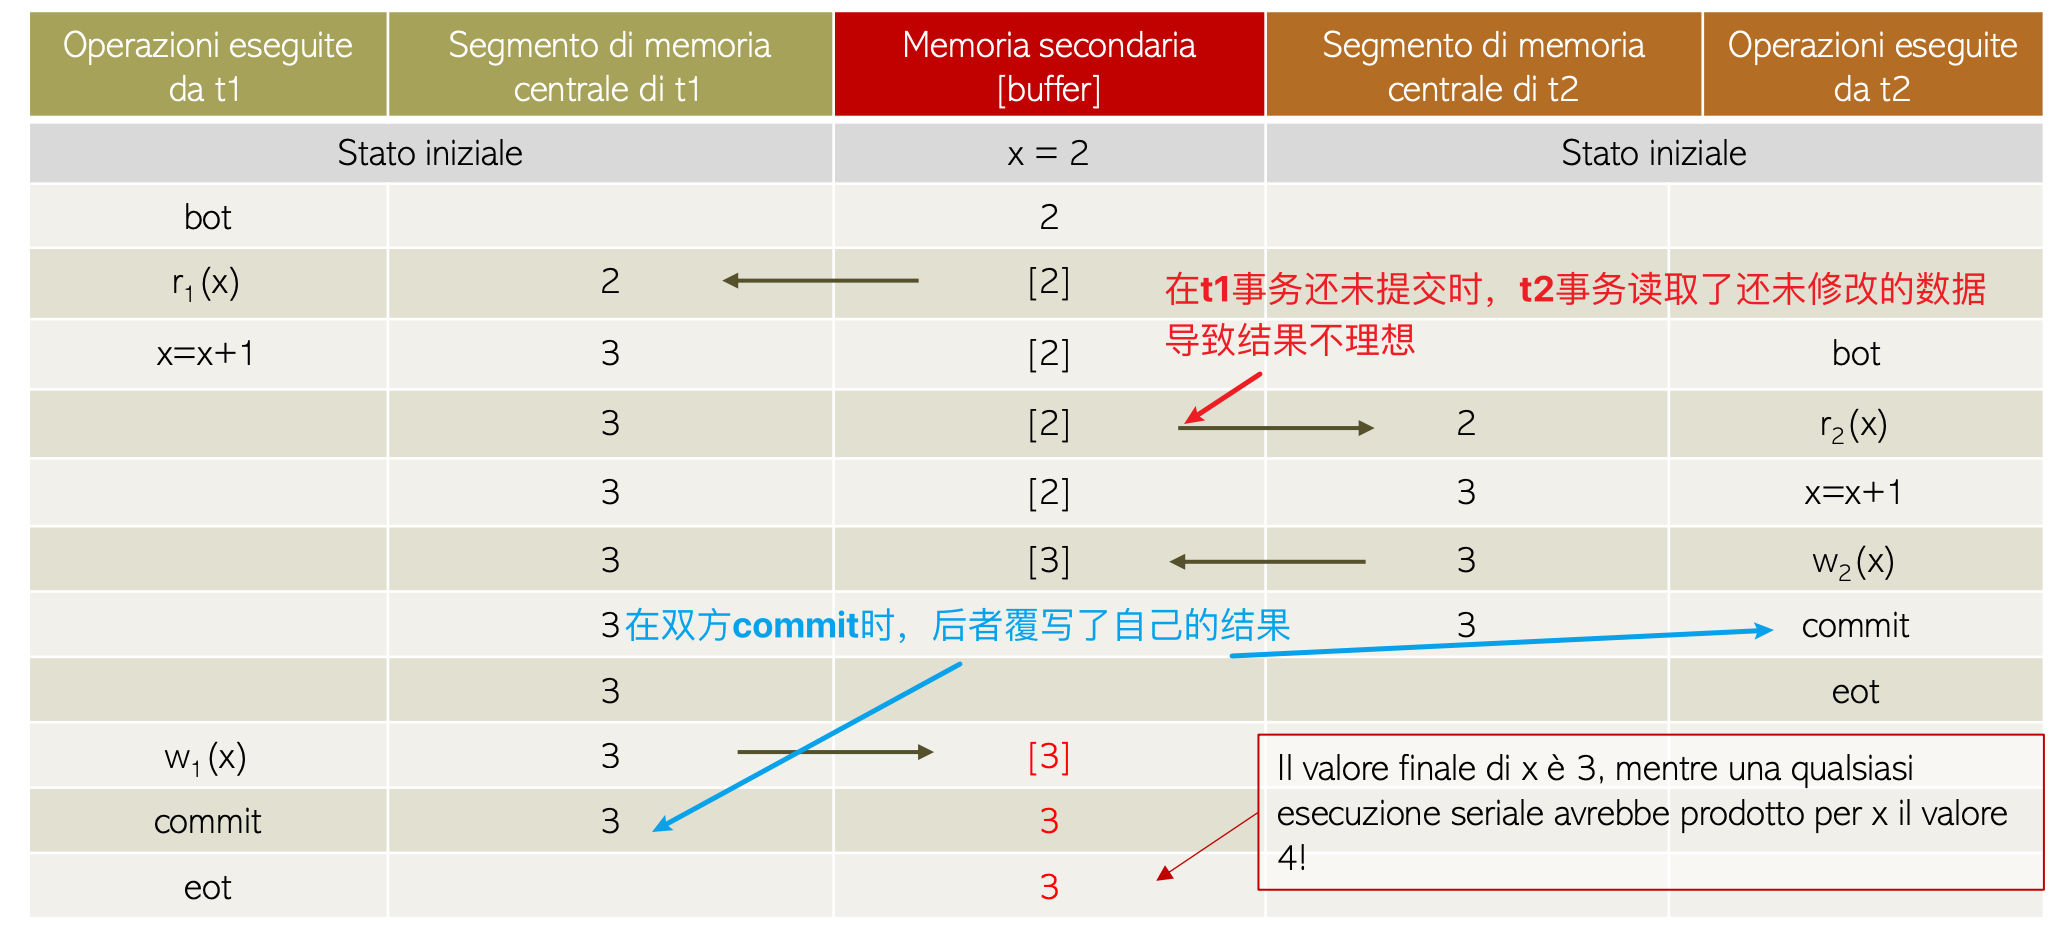 Operazioni eseguite da t1
Segmento di memoria centrale di t1
Memoria secondaria [buffer]
Segmento di memoria centrale di t2
Operazioni eseguite da t2
Stato iniziale x = 2 Stato iniziale
bot 2
r1(x) 2 [2]
在t1事务还未提交时，t2事务读取了还未修改的数据
导致结果不理想
x=x+1 3 [2] bot
3 [2] 2 r2(x)
3 [2] 3 x=x+1
3 [3] 3 w2(x)
3 在双方commit时，后者覆写了自己的结果 3 commit
3 eot
w1(x) 3 [3]
commit 3 3
eot 3
Il valore finale di x è 3, mentre una qualsiasi
esecuzione seriale avrebbe prodotto per x il valore
4!